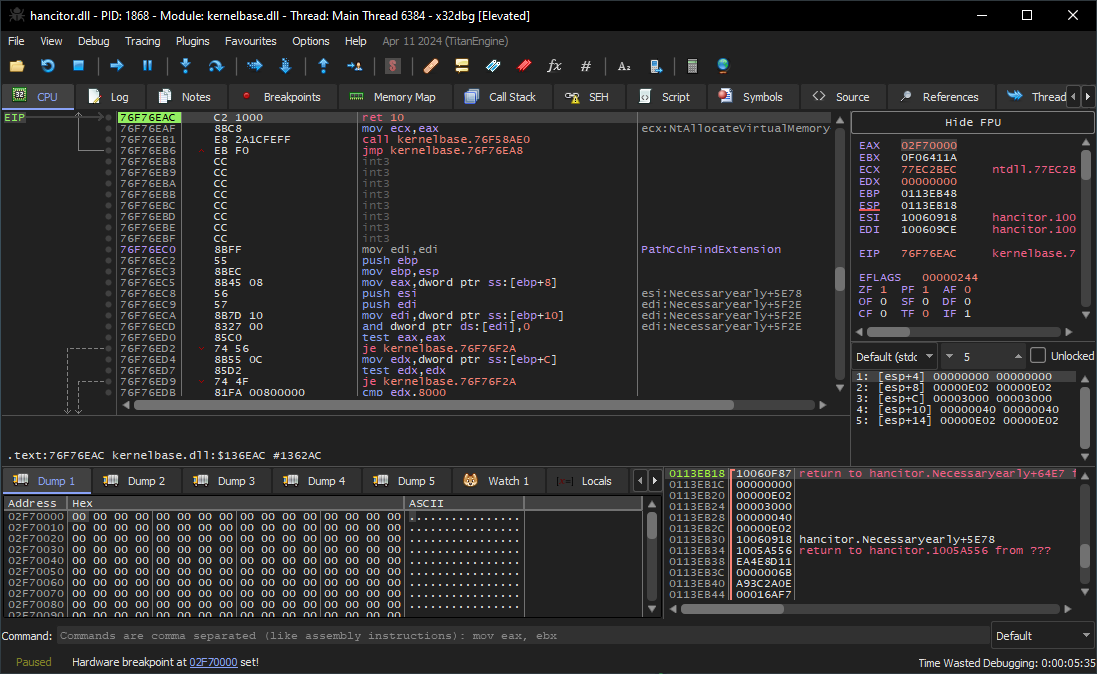 hancitor.dll - PID: 1868 - Module: kernelbase.dll - Thread: Main Thread 6384 - x32dbg [Elevated]
File View Debug Tracing Plugins Favourites Options Help Apr 11 2024 (TitanEngine)
CPU Log Notes Breakpoints Memory Map Call Stack SEH Script Symbols Source References Thread
EIP 76F76EAC C2 1000 ret 10
76F76EAF 8BC8 mov ecx,eax ecx:NtAllocateVirtualMemory
76F76EB1 E8 2A1CFEFF call kernelbase.76F58AE0
76F76EB6 EB F0 jmp kernelbase.76F76EA8
76F76EB8 CC int3
76F76EB9 CC int3
76F76EBA CC int3
76F76EBB CC int3
76F76EBC CC int3
76F76EBD CC int3
76F76EBE CC int3
76F76EBF CC int3
76F76EC0 8BFF mov edi,edi PathCchFindExtension
76F76EC2 55 push ebp
76F76EC3 8BEC mov ebp,esp
76F76EC5 8B45 08 mov eax,dword ptr ss:[ebp+8]
76F76EC8 56 push esi esi:Necessaryearly+5E78
76F76EC9 57 push edi edi:Necessaryearly+5F2E
76F76ECA 8B7D 10 mov edi,dword ptr ss:[ebp+10] edi:Necessaryearly+5F2E
76F76ECD 8327 00 and dword ptr ds:[edi],0 edi:Necessaryearly+5F2E
76F76ED0 85C0 test eax,eax
76F76ED2 74 56 je kernelbase.76F76F2A
76F76ED4 8B55 0C mov edx,dword ptr ss:[ebp+C]
76F76ED7 85D2 test edx,edx
76F76ED9 74 4F je kernelbase.76F76F2A
76F76EDB 81FA 00800000 cmp edx,8000
.text:76F76EAC kernelbase.dll:$136EAC #1362AC
Hide FPU
EAX 02F70000
EBX 0F06411A
ECX 77EC2BEC ntdll.77EC2B
EDX 00000000
EBP 0113EB48
ESP 0113EB18
ESI 10060918 hancitor.100
EDI 100609CE hancitor.100
EIP 76F76EAC kernelbase.7
EFLAGS 00000244
ZF 1 PF 1 AF 0
OF 0 SF 0 DF 0
CF 0 TF 0 IF 1
Default (stdc 5 Unlocked
1: [esp+4] 00000000 00000000
2: [esp+8] 00000E02 00000E02
3: [esp+C] 00003000 00003000
4: [esp+10] 00000040 00000040
5: [esp+14] 00000E02 00000E02
Dump 1 Dump 2 Dump 3 Dump 4 Dump 5 Watch 1 [x=] Locals
Address Hex ASCII
02F70000 00 00 00 00 00 00 00 00 00 00 00 00 00 00 00 00 ................
02F70010 00 00 00 00 00 00 00 00 00 00 00 00 00 00 00 00 ................
02F70020 00 00 00 00 00 00 00 00 00 00 00 00 00 00 00 00 ................
02F70030 00 00 00 00 00 00 00 00 00 00 00 00 00 00 00 00 ................
02F70040 00 00 00 00 00 00 00 00 00 00 00 00 00 00 00 00 ................
02F70050 00 00 00 00 00 00 00 00 00 00 00 00 00 00 00 00 ................
02F70060 00 00 00 00 00 00 00 00 00 00 00 00 00 00 00 00 ................
02F70070 00 00 00 00 00 00 00 00 00 00 00 00 00 00 00 00 ................
02F70080 00 00 00 00 00 00 00 00 00 00 00 00 00 00 00 00 ................
02F70090 00 00 00 00 00 00 00 00 00 00 00 00 00 00 00 00 ................
0113EB18 10060F87 return to hancitor.Necessaryearly+64E7 f
0113EB1C 00000000
0113EB20 00000E02
0113EB24 00003000
0113EB28 00000040
0113EB2C 00000E02
0113EB30 10060918 hancitor.Necessaryearly+5E78
0113EB34 1005A556 return to hancitor.1005A556 from ???
0113EB38 EA4E8D11
0113EB3C 0000006B
0113EB40 A93C2A0E
0113EB44 00016AF7
Command: Commands are comma separated (like assembly instructions): mov eax, ebx Default
Paused Hardware breakpoint at 02F70000 set! Time Wasted Debugging: 0:00:05:35